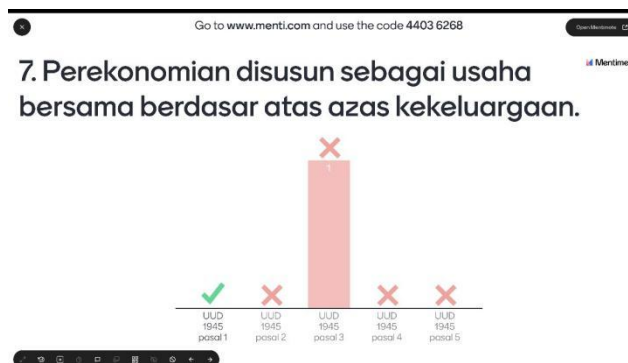 Go to www.menti.com and use the code 4403 6268
Open Mentimote
Mentime
7. Perekonomian disusun sebagai usaha
bersama berdasar atas azas kekeluargaan.
1
UUD
1945
pasal 1
UUD
1945
pasal 2
UUD
1945
pasal 3
UUD
1945
pasal 4
UUD
1945
pasal 5